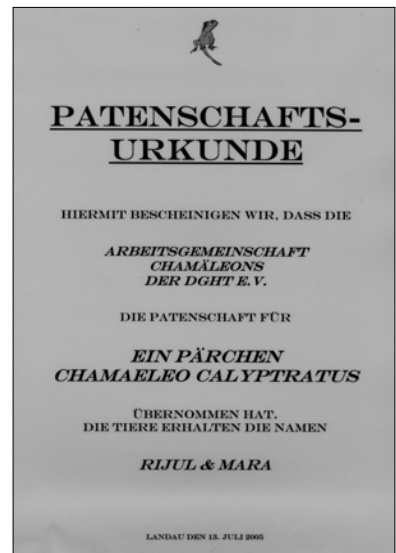 PATENSCHAFTS-
URKUNDE
HIERMIT BESCHEINIGEN WIR, DASS DIE
ARBEITSGEMEINSCHAFT
CHAMÄLEONS
DER DGHT E.V.
DIE PATENSCHAFT FÜR
EIN PÄRCHEN
CHAMAELEO CALYPTRATUS
ÜBERNOMMEN HAT.
DIE TIERE ERHALTEN DIE NAMEN
RIJUL & MARA
LANDAU DEN 13. JULI 2005